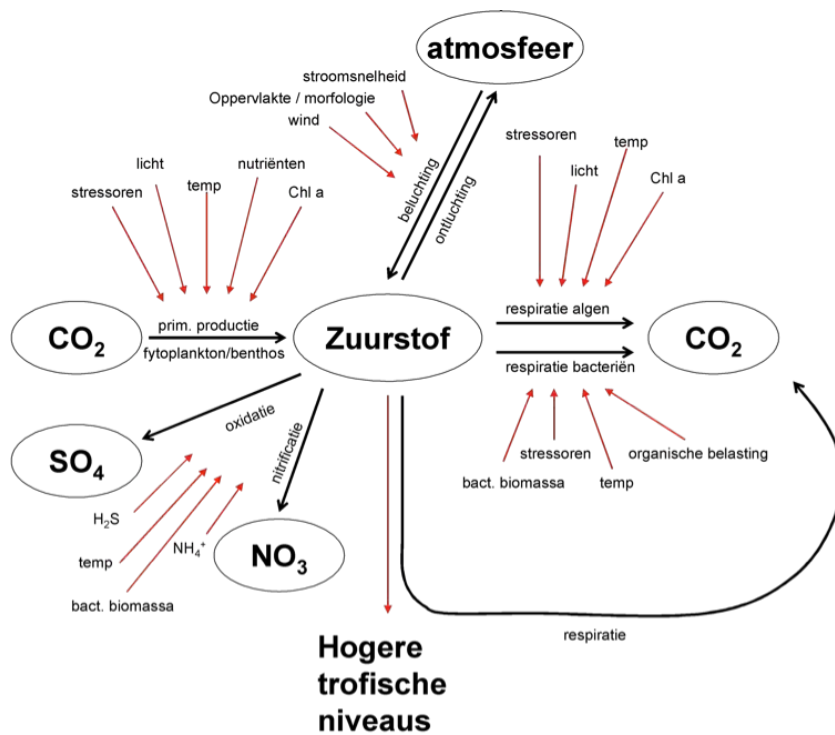 atmosfeer
stroomsnelheid
Oppervlakte / morfologie
wind
beluchting
ontluchting
stressoren
licht
temp
nutriënten
Chl a
stressoren
licht
temp
Chl a
CO2
prim. productie
fytoplankton/benthos
Zuurstof
respiratie algen
respiratie bacteriën
CO2
oxidatie
nitrificatie
SO4
H2S
temp
bact. biomassa
NH4+
NO3
bact. biomassa
stressoren
temp
organische belasting
respiratie
Hogere
trofische
niveaus